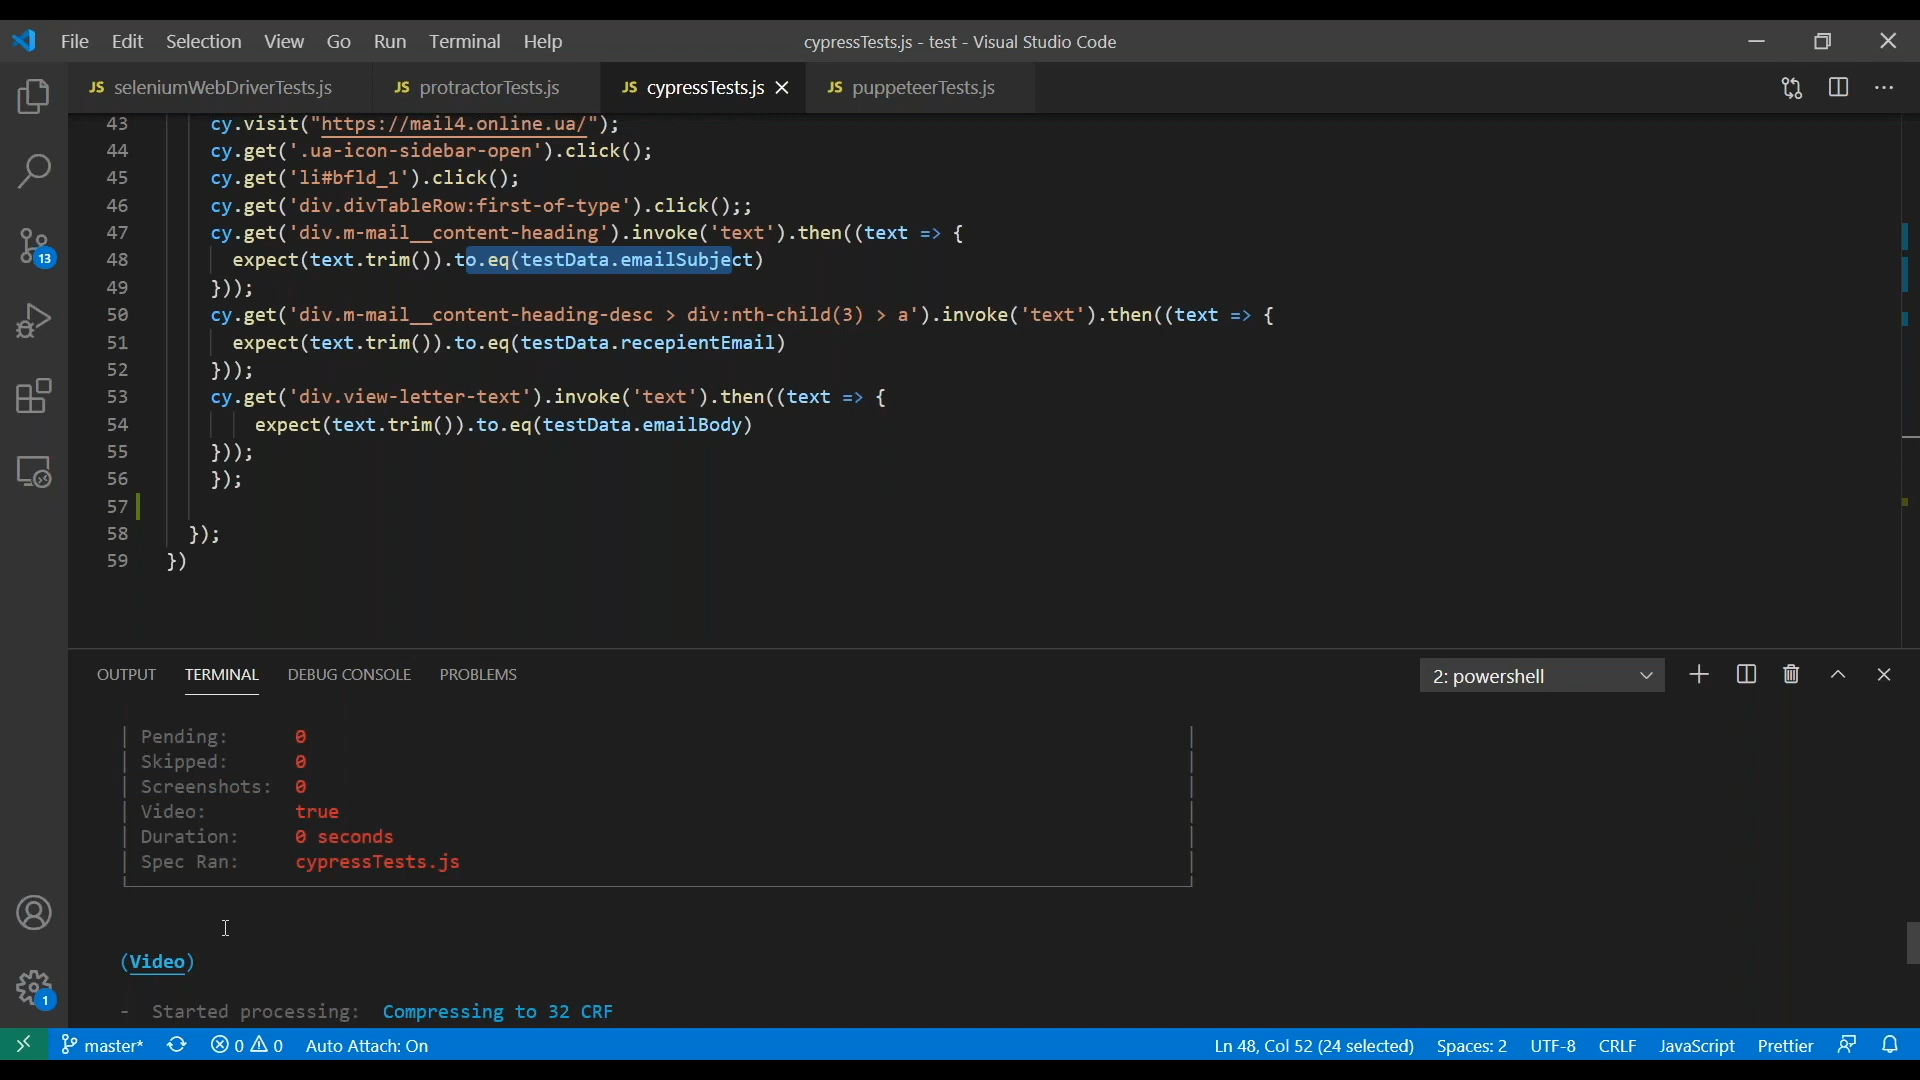 File Edit Selection View Go Run Terminal Help cypressTests.js - test - Visual Studio Code
JS seleniumWebDriverTests.js JS protractorTests.js JS cypressTests.js JS puppeteerTests.js
43 cy.visit("https://mail4.online.ua/");
44 cy.get('.ua-icon-sidebar-open').click();
45 cy.get('li#bfld_1').click();
46 cy.get('div.divTableRow:first-of-type').click();;
47 cy.get('div.m-mail__content-heading').invoke('text').then((text => {
48 expect(text.trim()).to.eq(testData.emailSubject)
49 }));
50 cy.get('div.m-mail__content-heading-desc > div:nth-child(3) > a').invoke('text').then((text => {
51 expect(text.trim()).to.eq(testData.recepientEmail)
52 }));
53 cy.get('div.view-letter-text').invoke('text').then((text => {
54 expect(text.trim()).to.eq(testData.emailBody)
55 }));
56 });
57
58 });
59 })
13
OUTPUT TERMINAL DEBUG CONSOLE PROBLEMS 2: powershell
Pending: 0
Skipped: 0
Screenshots: 0
Video: true
Duration: 0 seconds
Spec Ran: cypressTests.js
(Video)
1
- Started processing: Compressing to 32 CRF
master* 0 0 Auto Attach: On Ln 48, Col 52 (24 selected) Spaces: 2 UTF-8 CRLF JavaScript Prettier